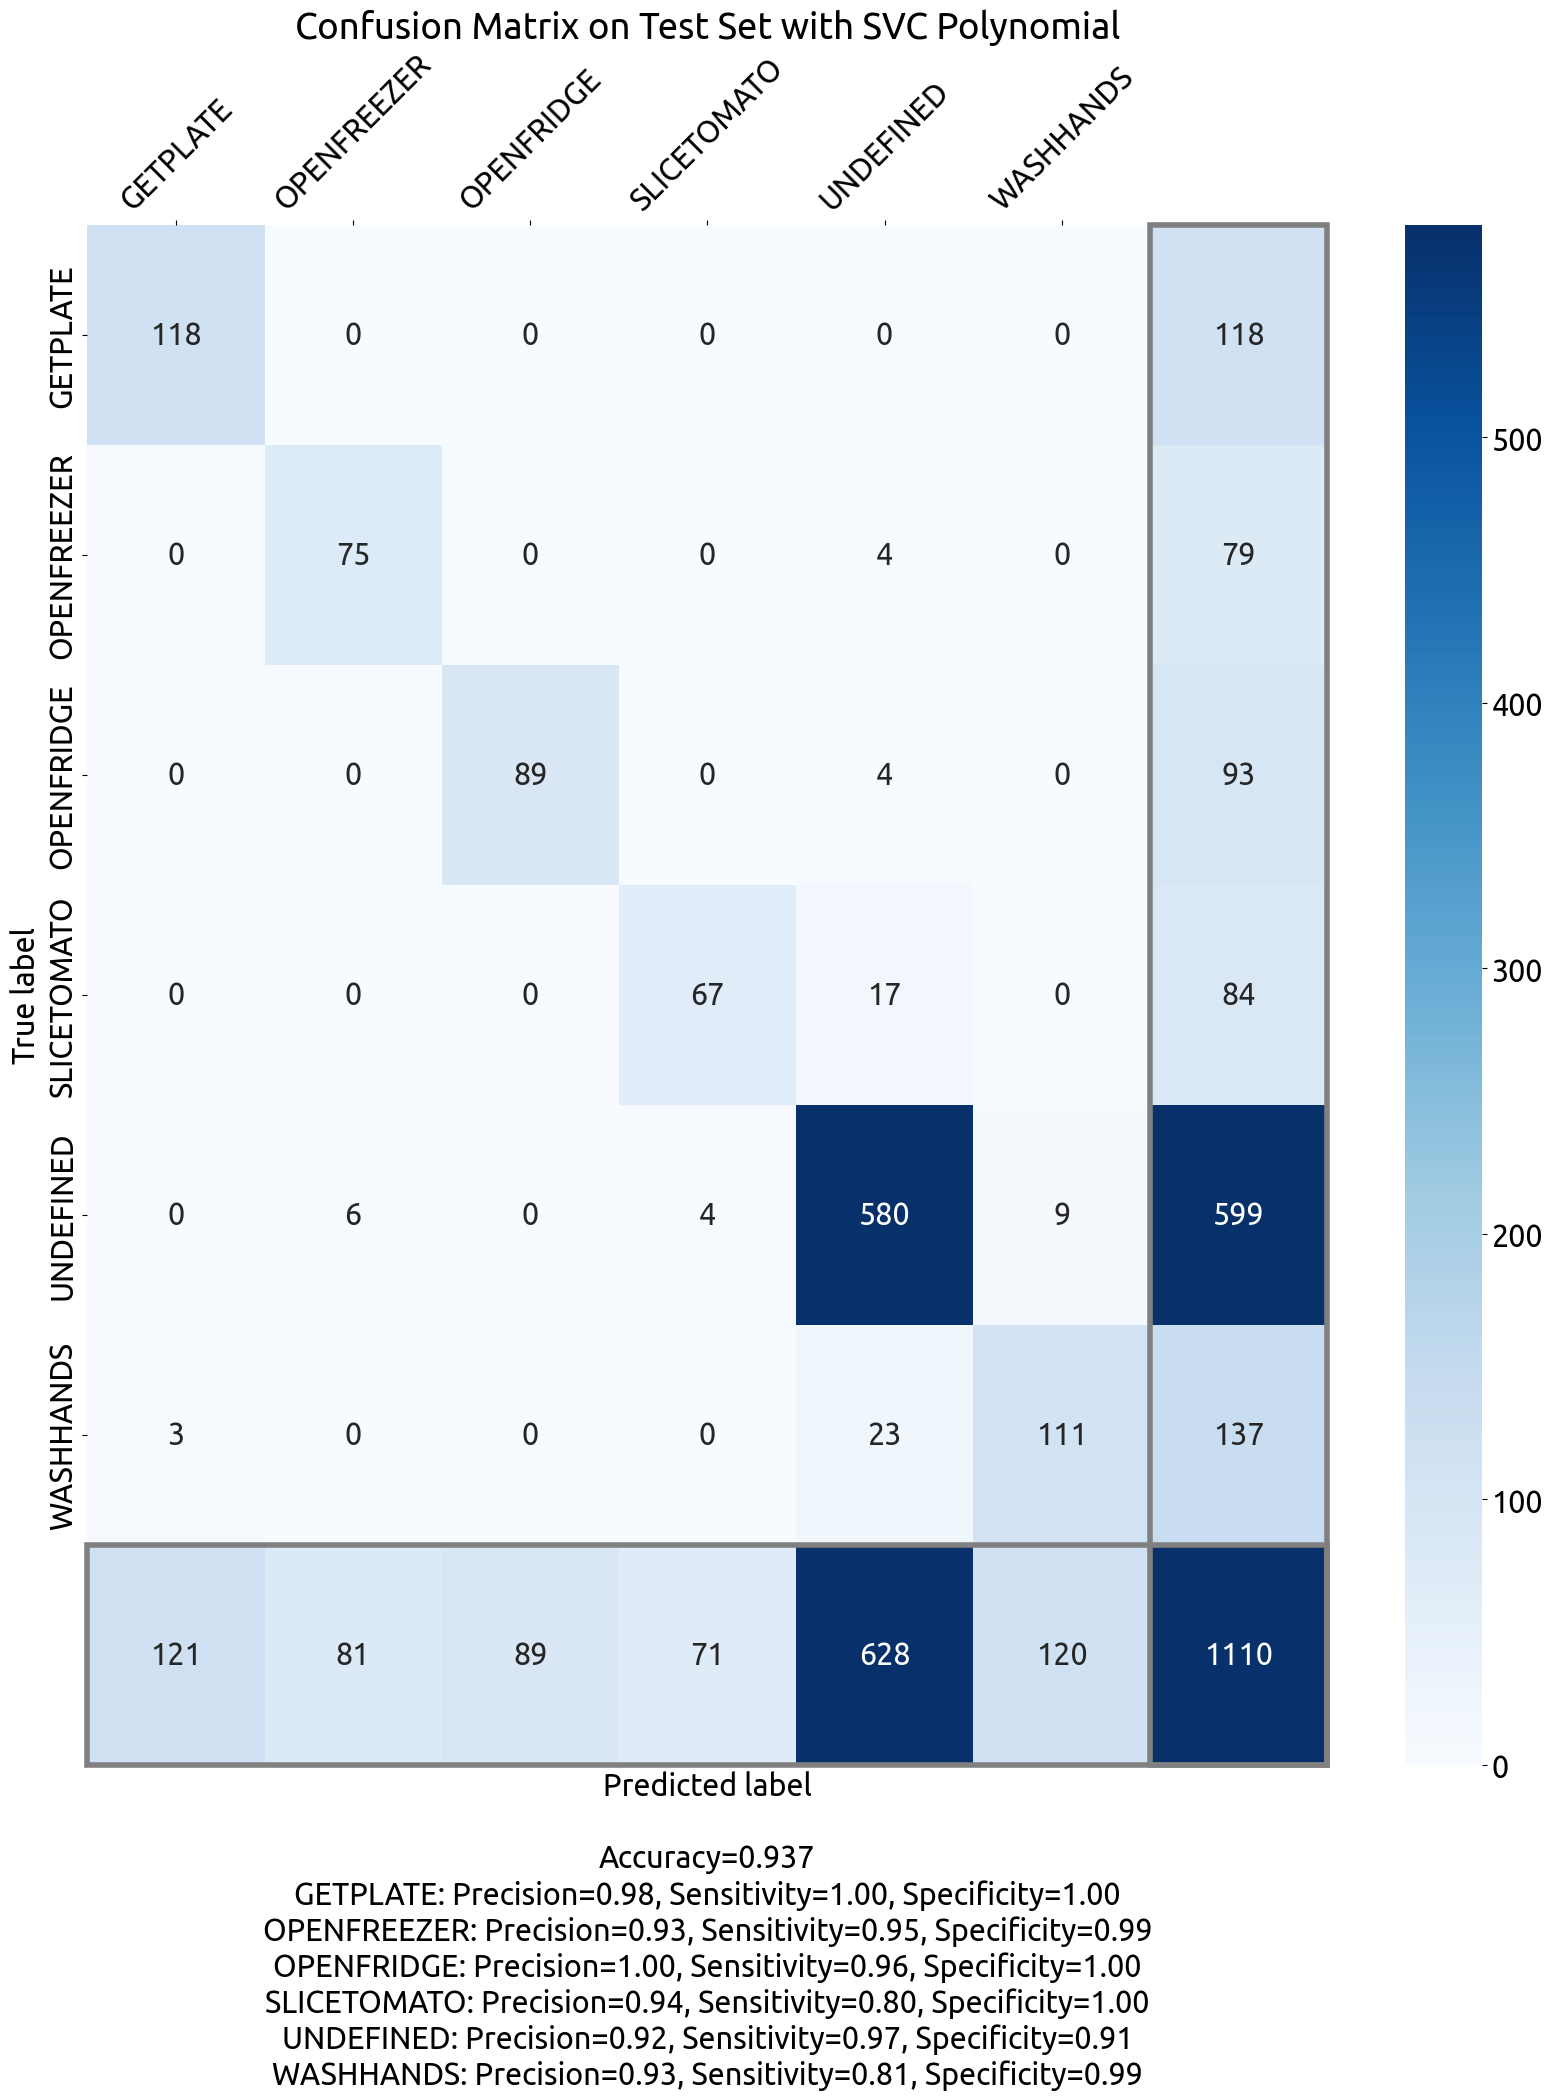 Confusion Matrix on Test Set with SVC Polynomial
GETPLATE OPENFREEZER OPENFRIDGE SLICETOMATO UNDEFINED WASHHANDS
GETPLATE 118 0 0 0 0 0 118
OPENFREEZER 0 75 0 0 4 0 79
OPENFRIDGE 0 0 89 0 4 0 93
SLICETOMATO 0 0 0 67 17 0 84
UNDEFINED 0 6 0 4 580 9 599
WASHHANDS 3 0 0 0 23 111 137
121 81 89 71 628 120 1110
True label
500
400
300
200
100
0
Predicted label
Accuracy=0.937
GETPLATE: Precision=0.98, Sensitivity=1.00, Specificity=1.00
OPENFREEZER: Precision=0.93, Sensitivity=0.95, Specificity=0.99
OPENFRIDGE: Precision=1.00, Sensitivity=0.96, Specificity=1.00
SLICETOMATO: Precision=0.94, Sensitivity=0.80, Specificity=1.00
UNDEFINED: Precision=0.92, Sensitivity=0.97, Specificity=0.91
WASHHANDS: Precision=0.93, Sensitivity=0.81, Specificity=0.99